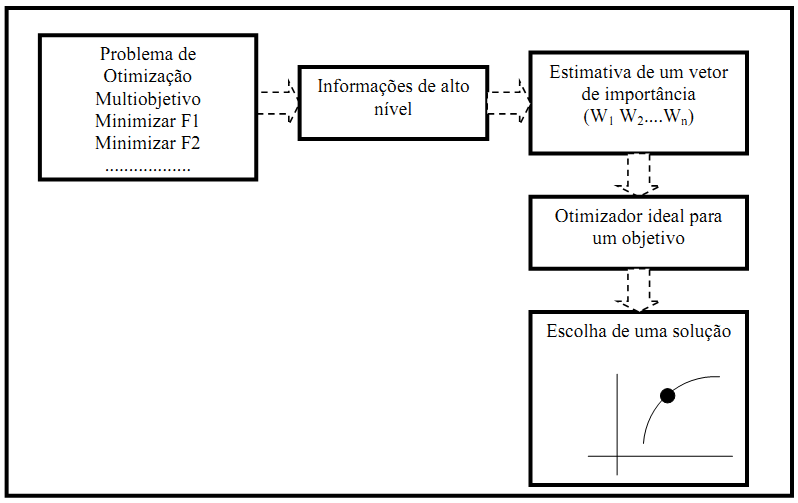 Problema de
Otimização
Multiobjetivo
Minimizar F1
Minimizar F2
..................
Informações de alto
nível
Estimativa de um vetor
de importância
(W1 W2....Wn)
Otimizador ideal para
um objetivo
Escolha de uma solução